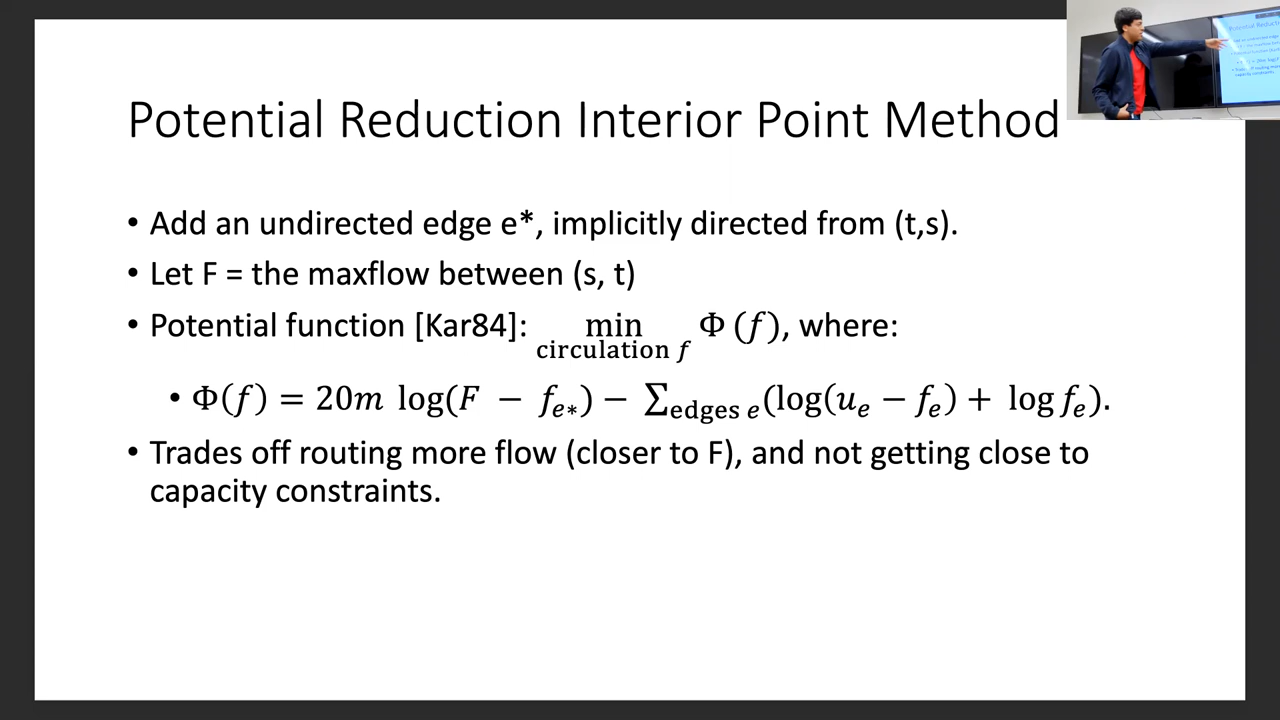 Potential Reduction Interior Point Method
• Add an undirected edge e*, implicitly directed from (t,s).
• Let F = the maxflow between (s, t)
• Potential function [Kar84]: min Φ (f), where:
circulation f
• Φ(f) = 20m log(F − f_{e*}) − ∑_{edges e}(log(u_e − f_e) + log f_e).
• Trades off routing more flow (closer to F), and not getting close to
capacity constraints.